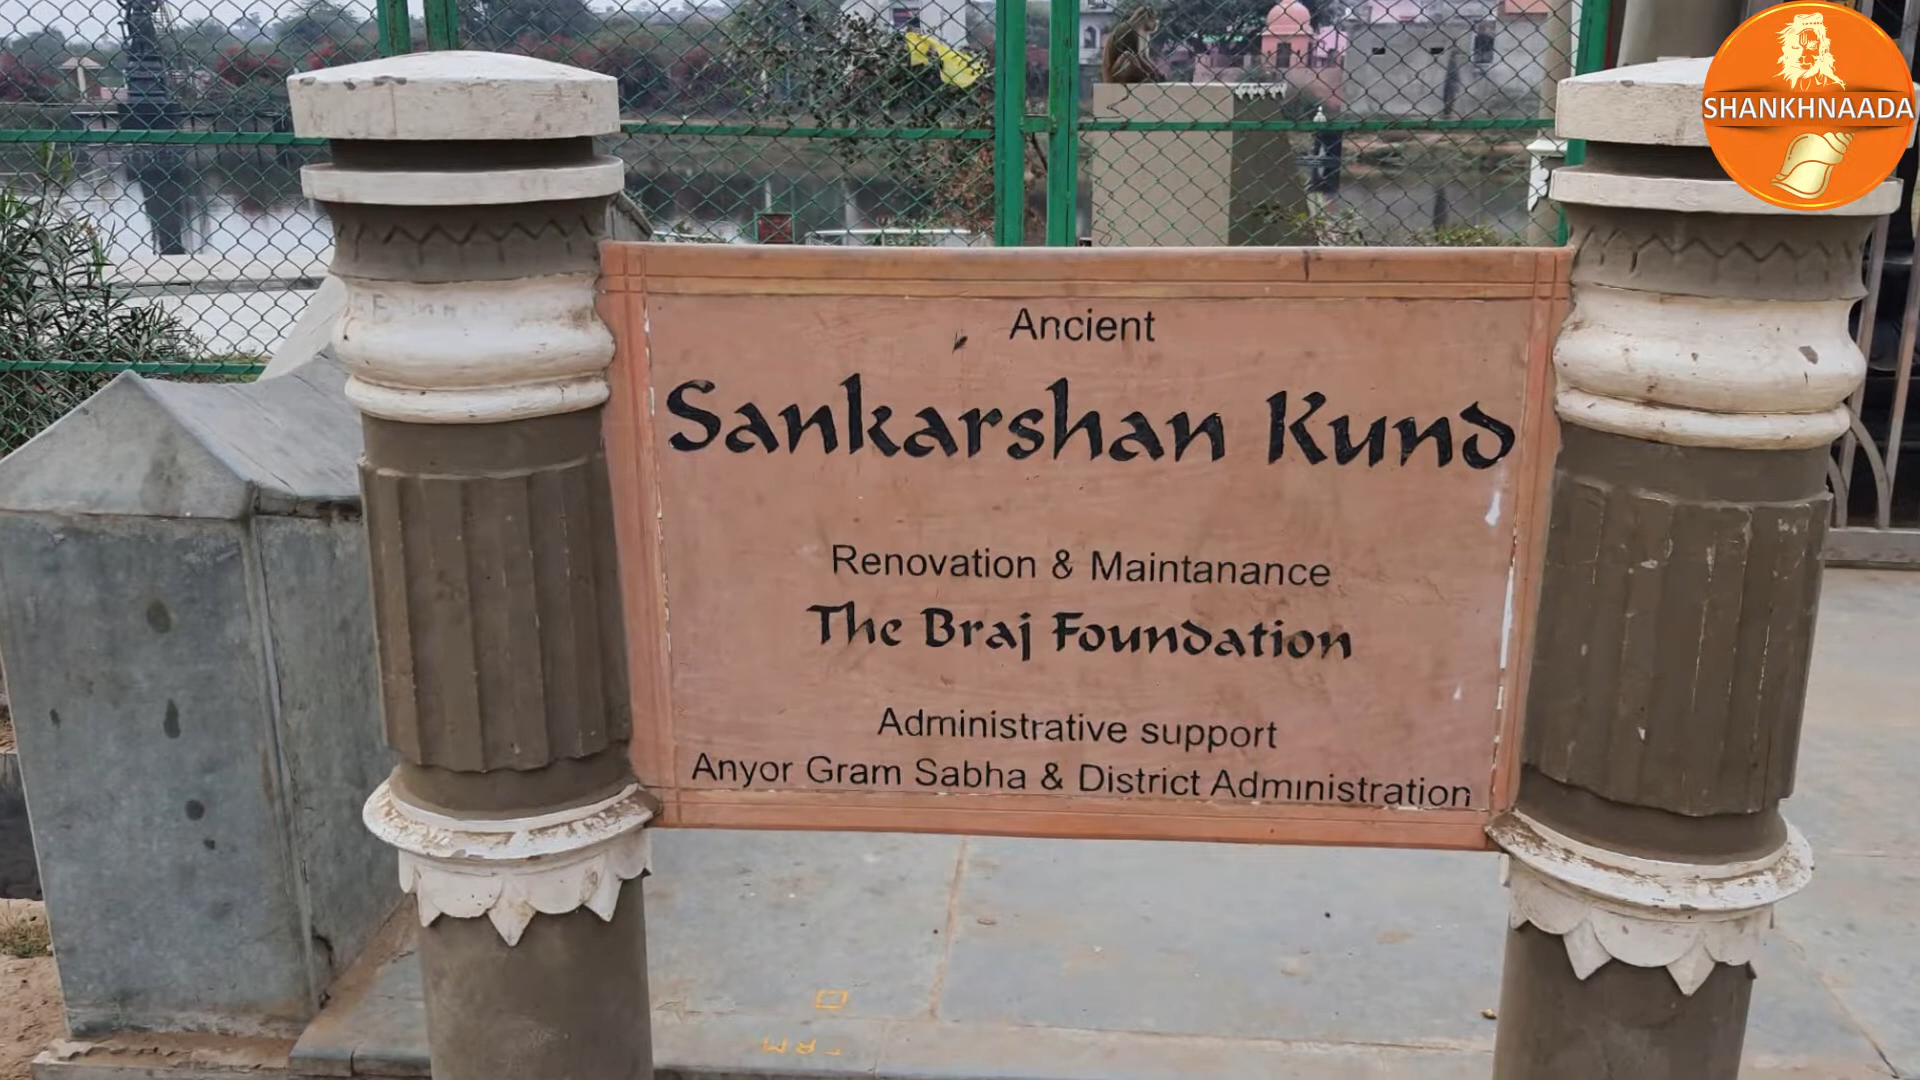 SHANKHNAADA
Ancient
Sankarshan Kund
Renovation & Maintanance
The Braj Foundation
Administrative support
Anyor Gram Sabha & District Administration